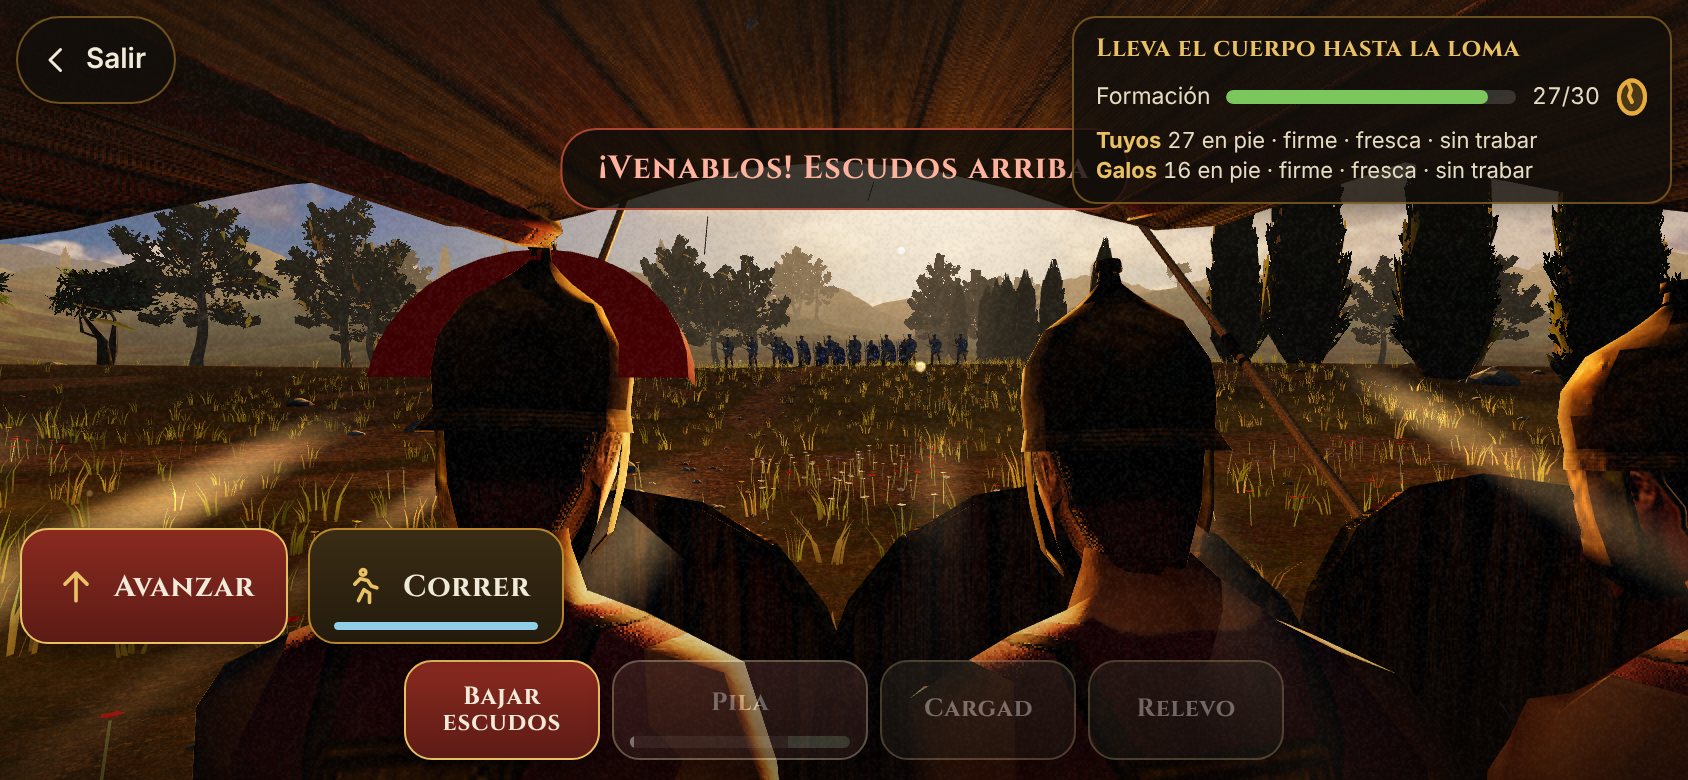 Salir
LLEVA EL CUERPO HASTA LA LOMA
Formación 27/30
Tuyos 27 en pie · firme · fresca · sin trabar
Galos 16 en pie · firme · fresca · sin trabar
¡VENABLOS! ESCUDOS ARRIBA
AVANZAR
CORRER
BAJAR
ESCUDOS
PILA
CARGAD
RELEVO